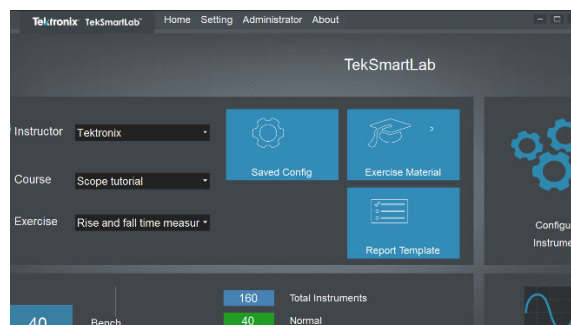 Tektronix TekSmartLab™ Home Setting Administrator About
TekSmartLab
Instructor Tektronix
Course Scope tutorial
Exercise Rise and fall time measur
Saved Config
Exercise Material
Report Template
Configu
Instrume
40 Bench
160 Total Instruments
40 Normal